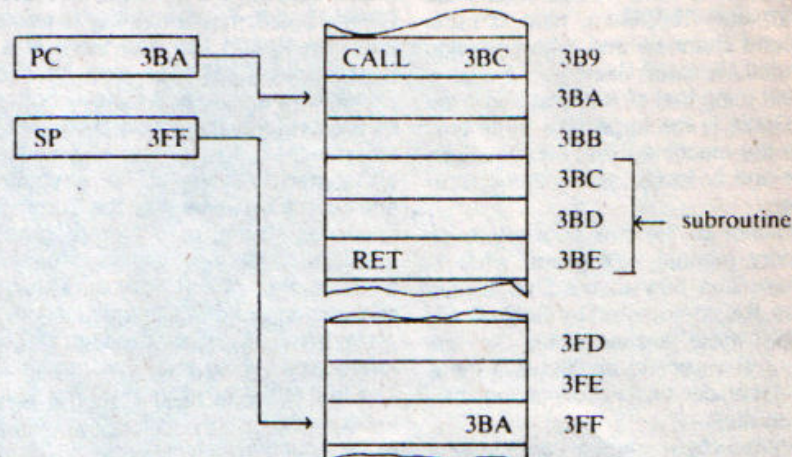 PC 3BA
CALL 3BC 3B9
3BA
SP 3FF
3BB
3BC
3BD
subroutine
RET 3BE
3FD
3FE
3BA 3FF